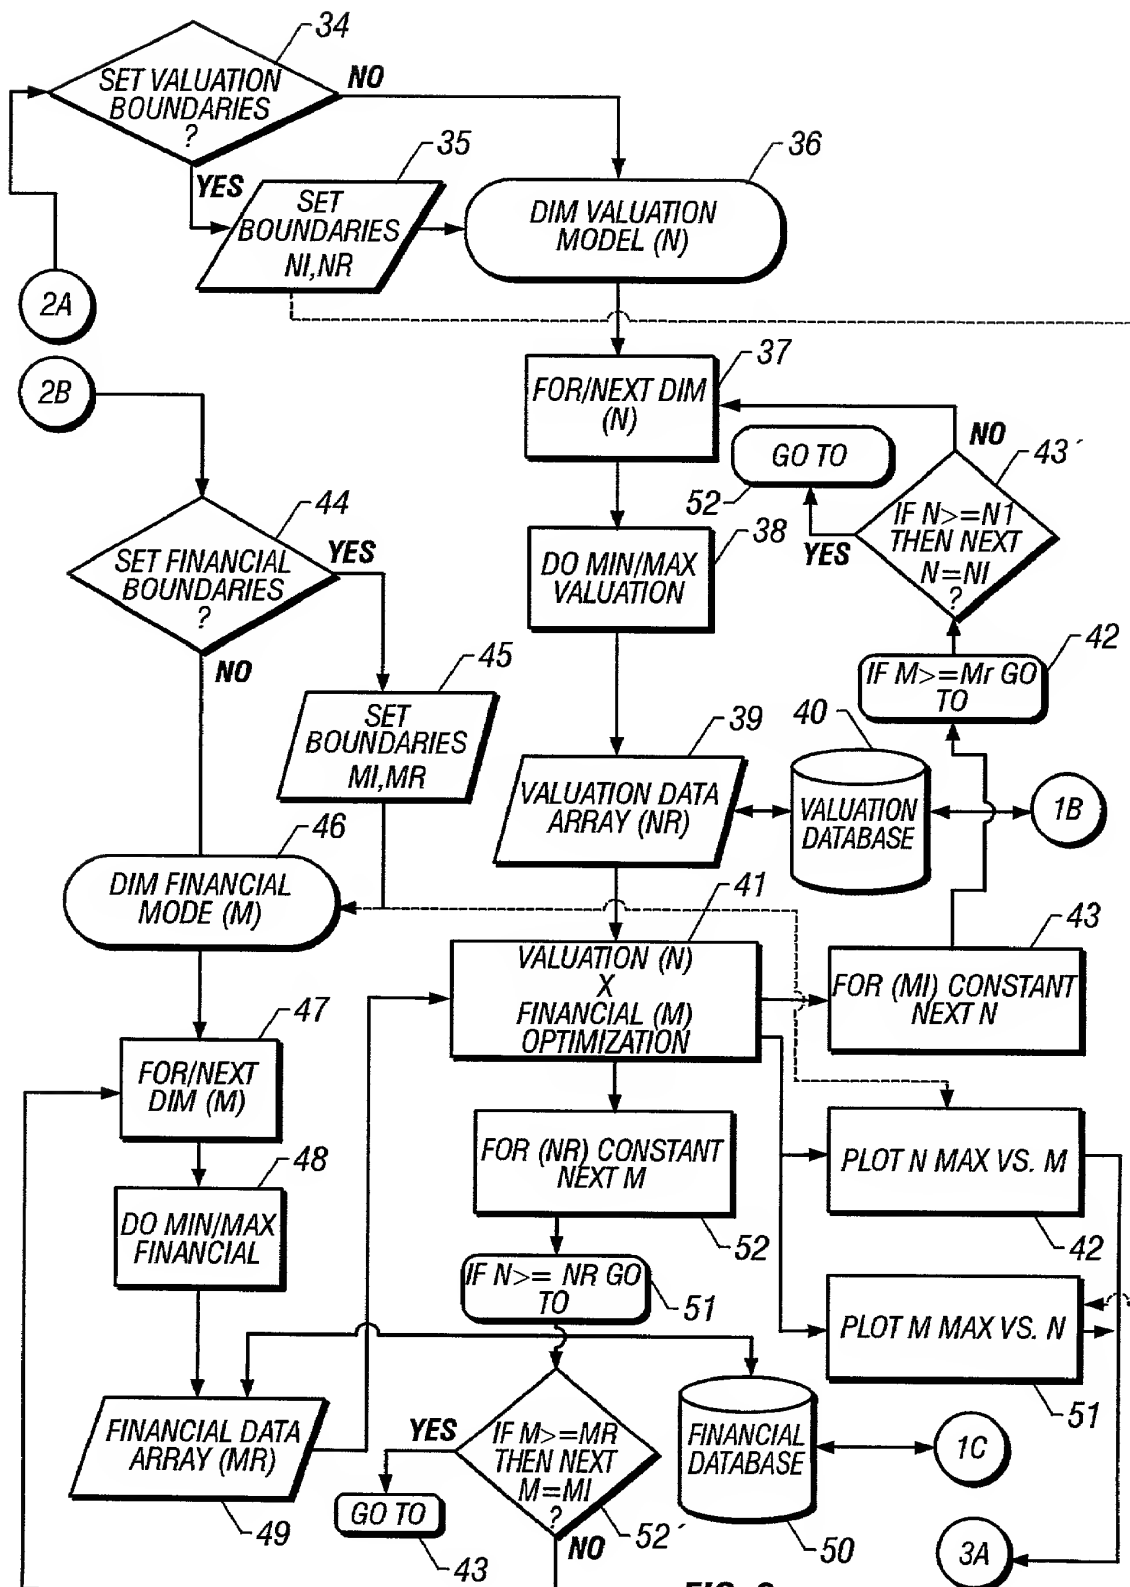 34
SET VALUATION
BOUNDARIES
?
NO
YES
35
SET
BOUNDARIES
NI,NR
36
DIM VALUATION
MODEL (N)
2A
2B
37
FOR/NEXT DIM
(N)
GO TO
52
NO
43´
IF N>=N1
THEN NEXT
N=NI
?
YES
44
SET FINANCIAL
BOUNDARIES
?
YES
NO
38
DO MIN/MAX
VALUATION
42
IF M>=Mr GO
TO
45
SET
BOUNDARIES
MI,MR
39
VALUATION DATA
ARRAY (NR)
40
VALUATION
DATABASE
1B
46
DIM FINANCIAL
MODE (M)
41
VALUATION (N)
X
FINANCIAL (M)
OPTIMIZATION
43
FOR (MI) CONSTANT
NEXT N
47
FOR/NEXT
DIM (M)
FOR (NR) CONSTANT
NEXT M
52
PLOT N MAX VS. M
42
48
DO MIN/MAX
FINANCIAL
IF N>= NR GO
TO
51
PLOT M MAX VS. N
51
FINANCIAL DATA
ARRAY (MR)
49
YES
GO TO
43
IF M>=MR
THEN NEXT
M=MI
?
52´
NO
FINANCIAL
DATABASE
50
1C
3A